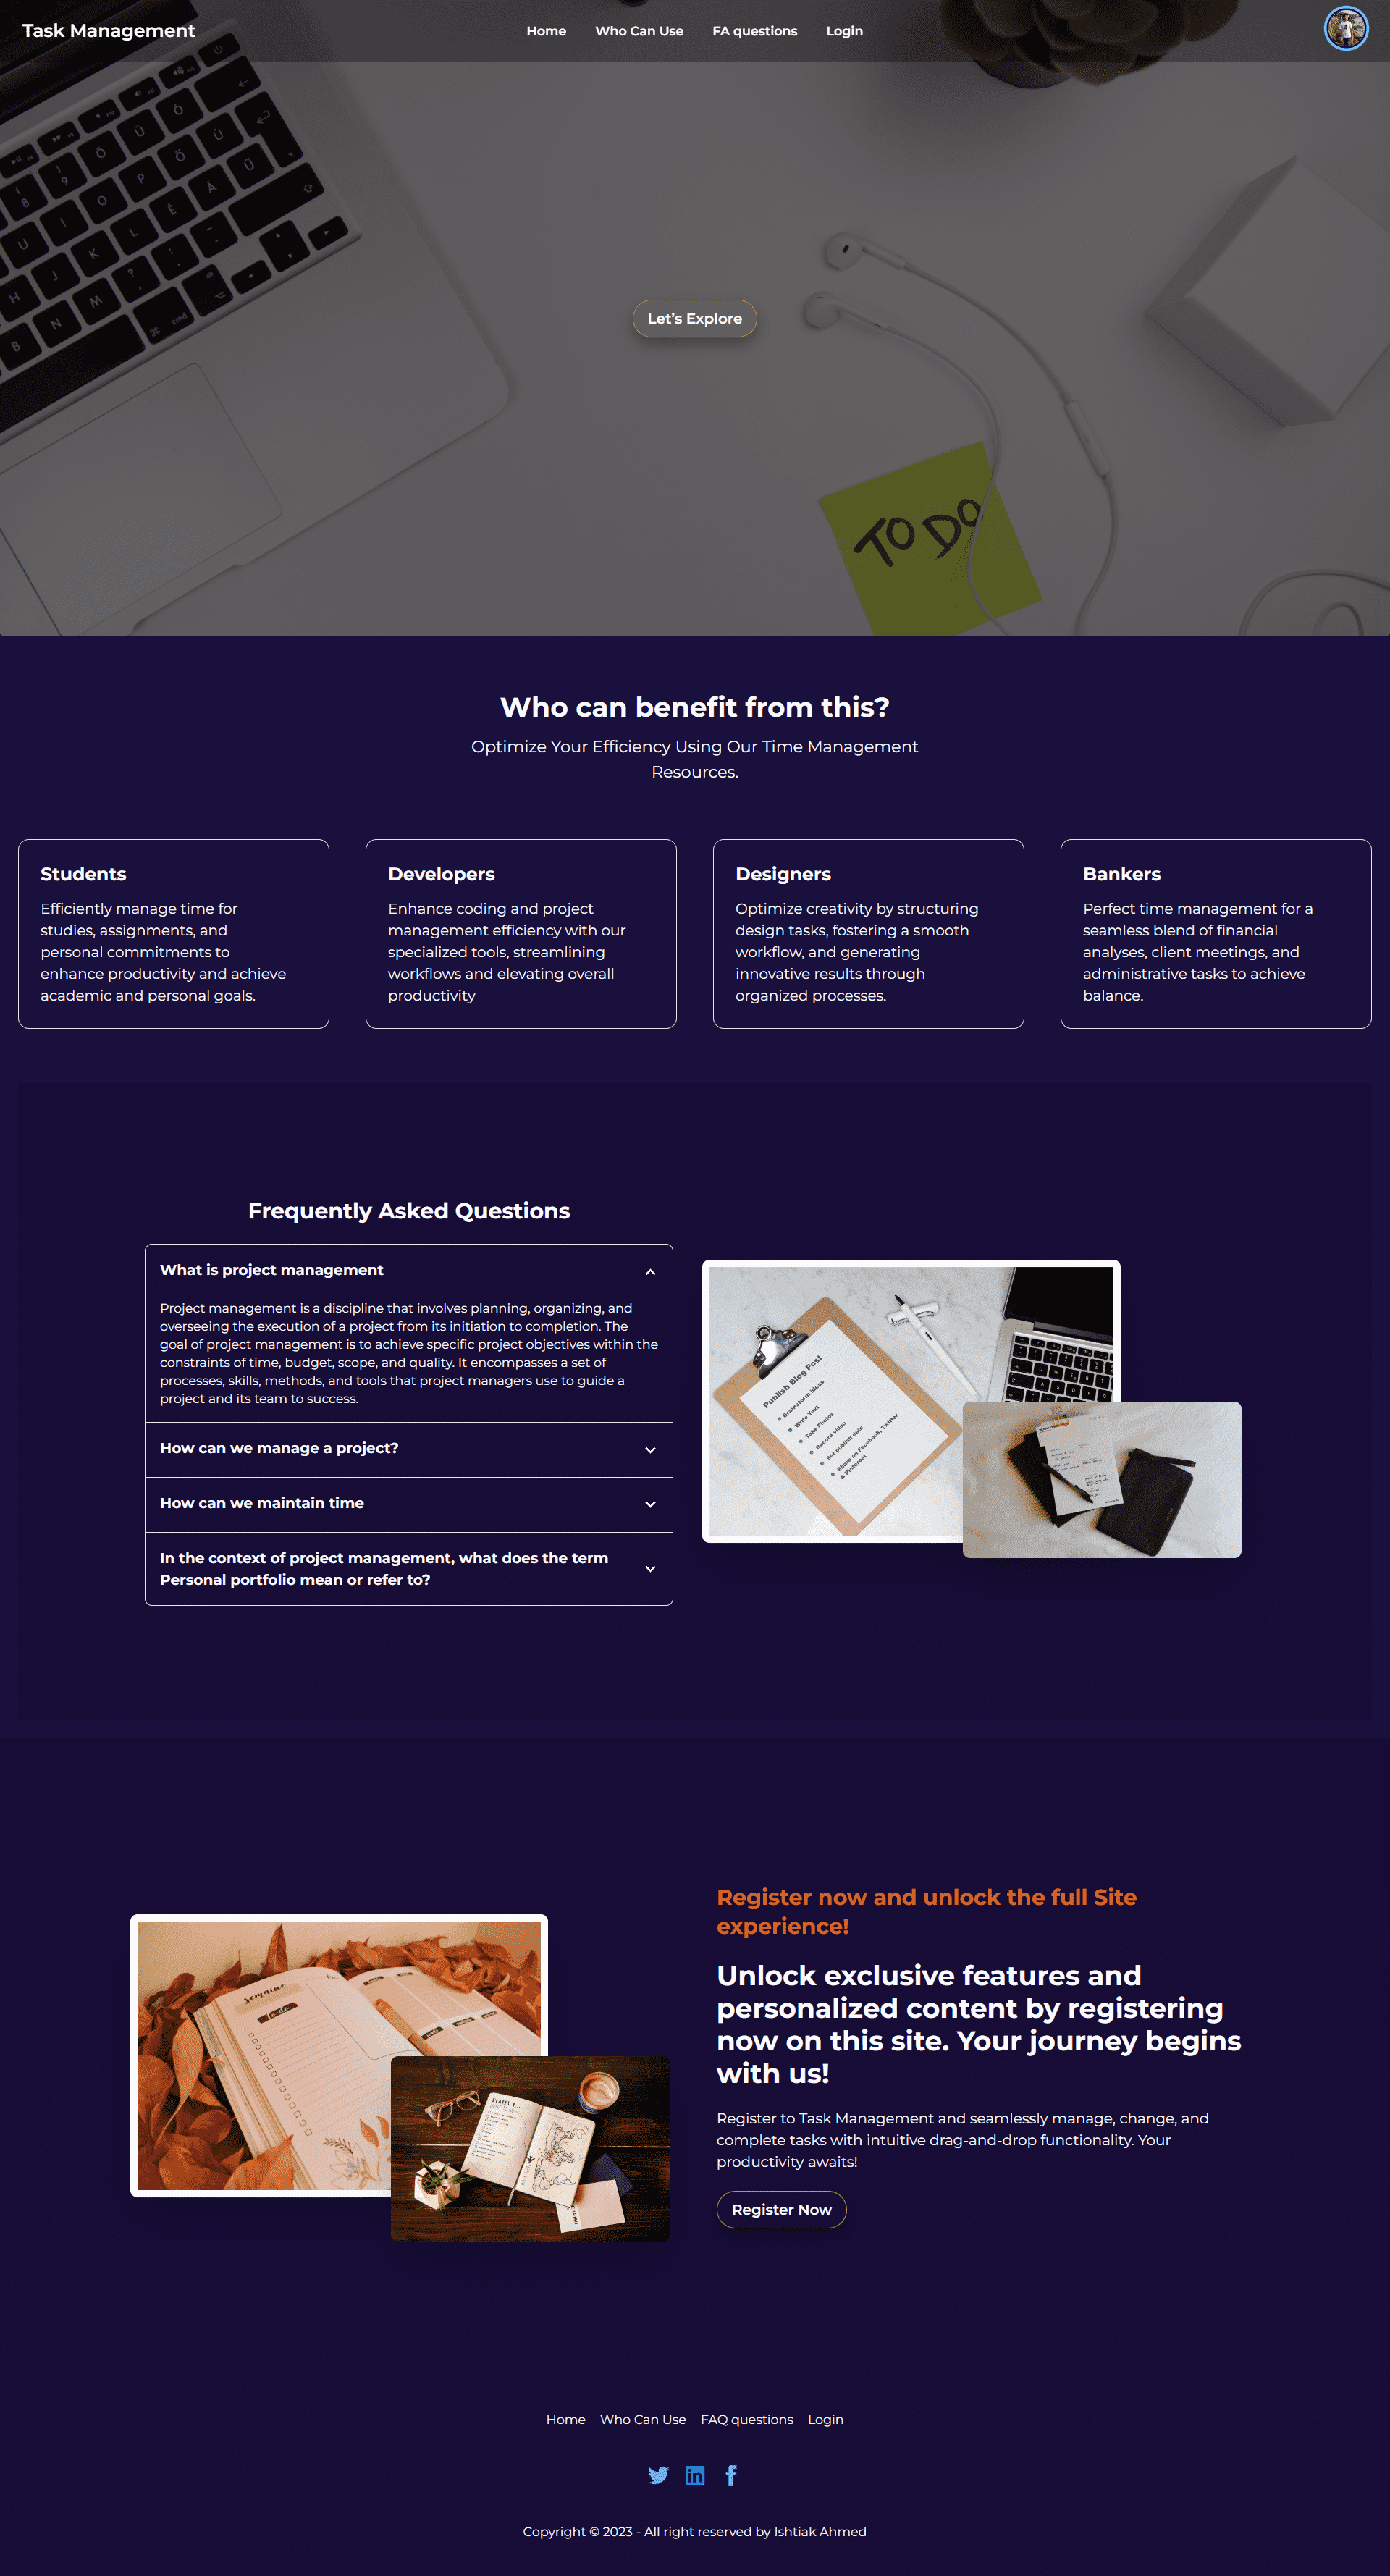 Task Management
Home Who Can Use FA questions Login
Let's Explore
TO DO
Who can benefit from this?
Optimize Your Efficiency Using Our Time Management
Resources.
Students
Efficiently manage time for
studies, assignments, and
personal commitments to
enhance productivity and achieve
academic and personal goals.
Developers
Enhance coding and project
management efficiency with our
specialized tools, streamlining
workflows and elevating overall
productivity
Designers
Optimize creativity by structuring
design tasks, fostering a smooth
workflow, and generating
innovative results through
organized processes.
Bankers
Perfect time management for a
seamless blend of financial
analyses, client meetings, and
administrative tasks to achieve
balance.
Frequently Asked Questions
What is project management
Project management is a discipline that involves planning, organizing, and
overseeing the execution of a project from its initiation to completion. The
goal of project management is to achieve specific project objectives within the
constraints of time, budget, scope, and quality. It encompasses a set of
processes, skills, methods, and tools that project managers use to guide a
project and its team to success.
How can we manage a project?
How can we maintain time
In the context of project management, what does the term
Personal portfolio mean or refer to?
Publish Blog Post
Brainstorm ideas
Write Text
Take Photos
Record video
Set publish date
Share on Facebook, Twitter
& Pinterest
Register now and unlock the full Site
experience!
Unlock exclusive features and
personalized content by registering
now on this site. Your journey begins
with us!
Register to Task Management and seamlessly manage, change, and
complete tasks with intuitive drag-and-drop functionality. Your
productivity awaits!
Register Now
semaine
to do
Home Who Can Use FAQ questions Login
Copyright © 2023 - All right reserved by Ishtiak Ahmed